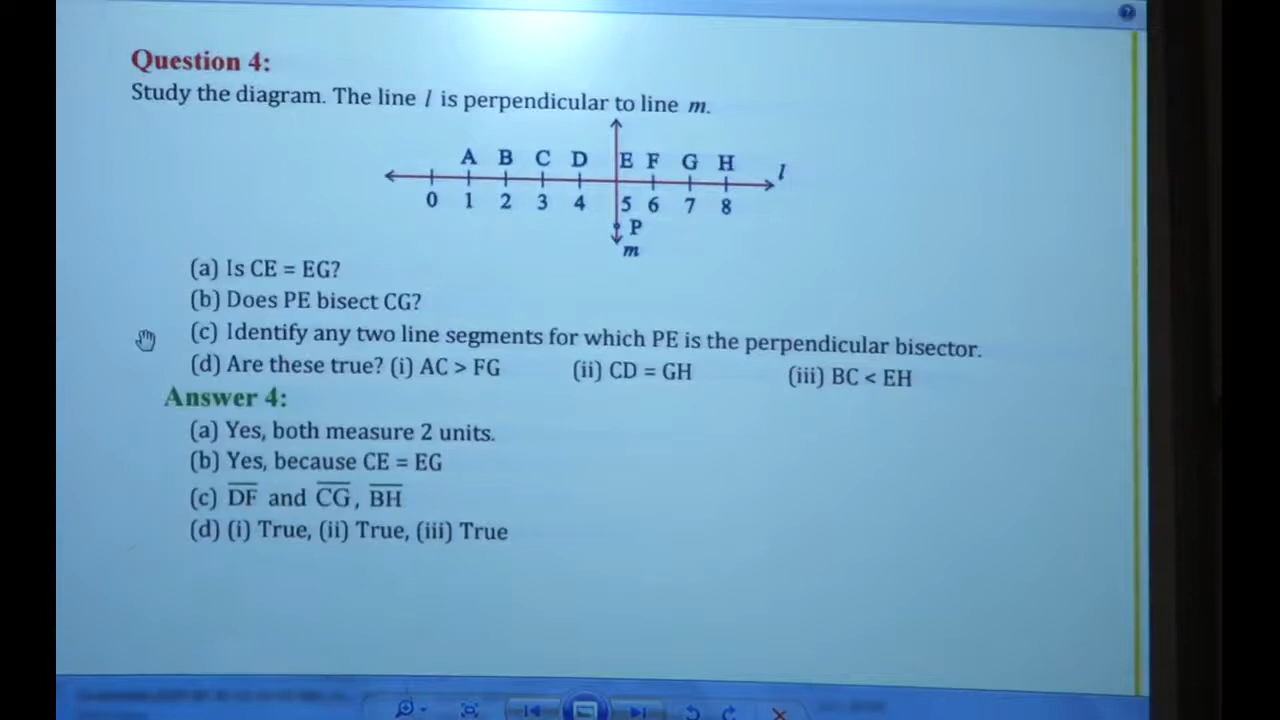 Question 4:
Study the diagram. The line l is perpendicular to line m.
A B C D E F G H l
0 1 2 3 4 5 6 7 8
P
m
(a) Is CE = EG?
(b) Does PE bisect CG?
(c) Identify any two line segments for which PE is the perpendicular bisector.
(d) Are these true? (i) AC > FG (ii) CD = GH (iii) BC < EH
Answer 4:
(a) Yes, both measure 2 units.
(b) Yes, because CE = EG
(c) D̅F̅ and C̅G̅, B̅H̅
(d) (i) True, (ii) True, (iii) True